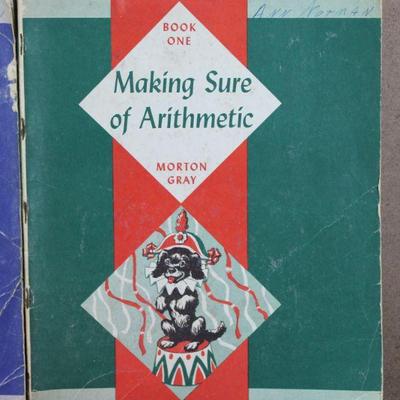 Ann Norman
BOOK
ONE
Making Sure
of Arithmetic
MORTON
GRAY